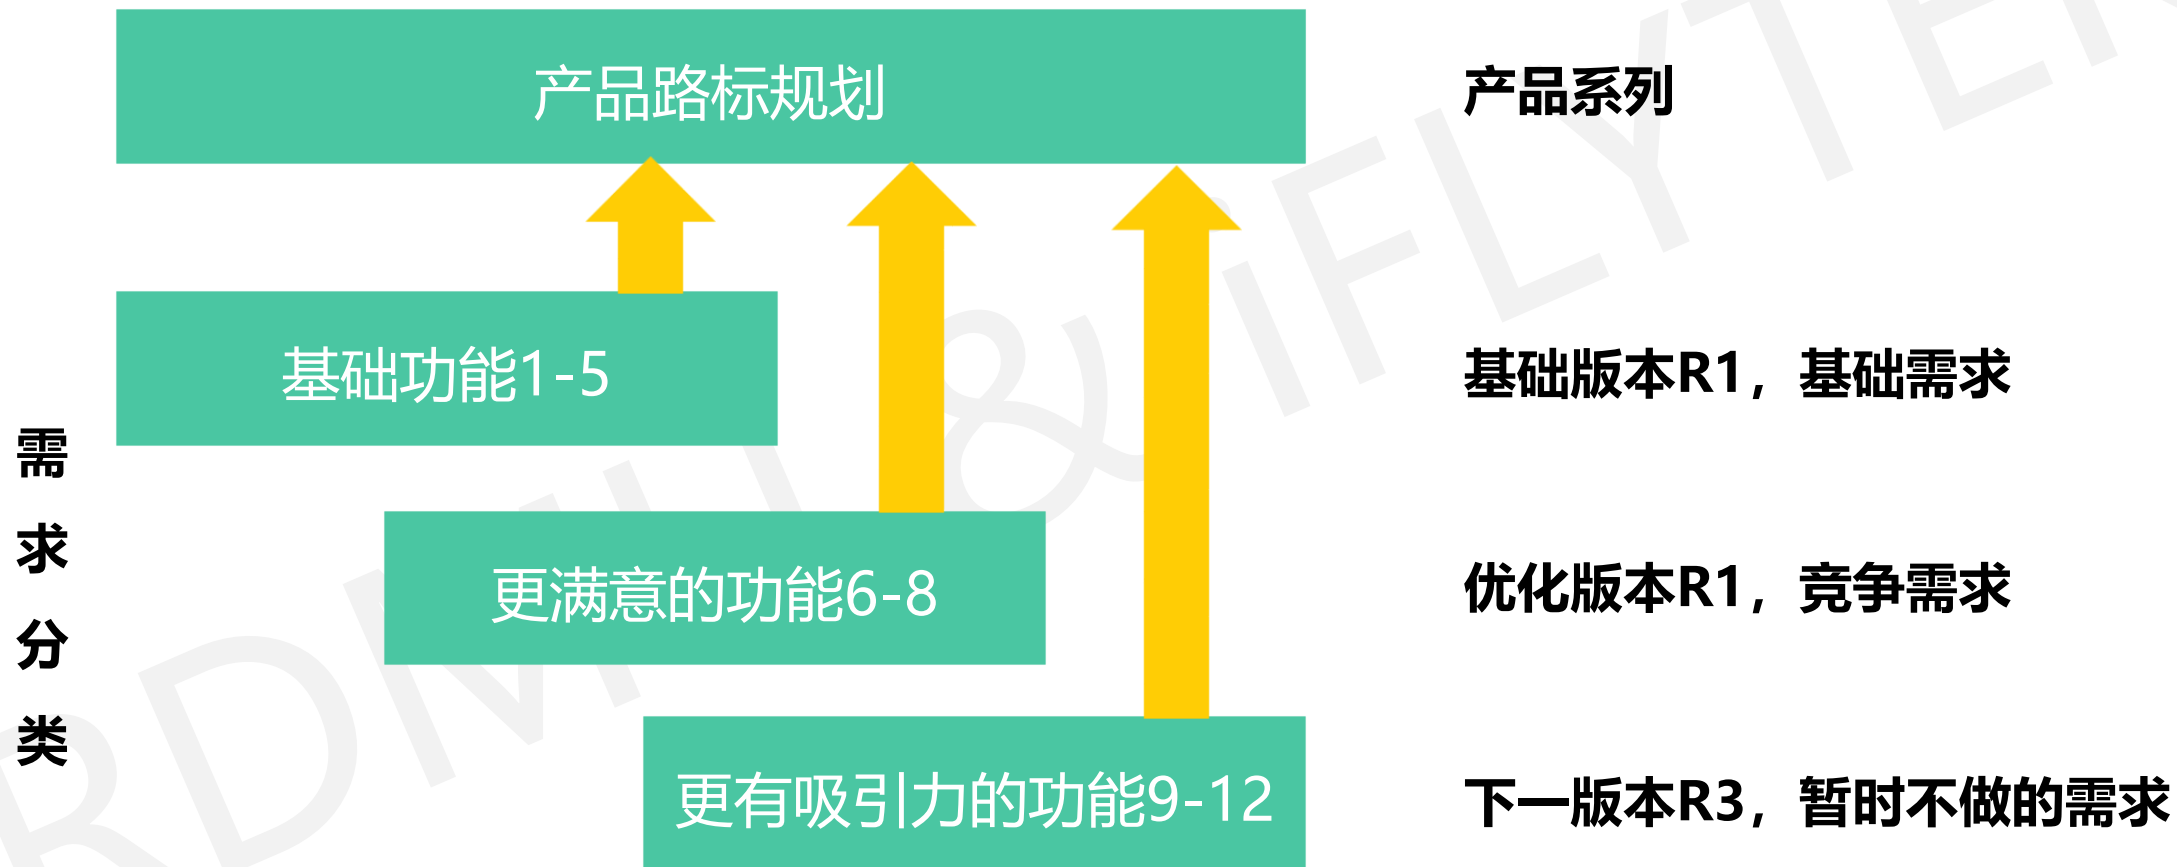 产品路标规划
产品系列
基础功能1-5
基础版本R1，基础需求
需求分类
更满意的功能6-8
优化版本R1，竞争需求
更有吸引力的功能9-12
下一版本R3，暂时不做的需求
RDMU & iFLYTEK